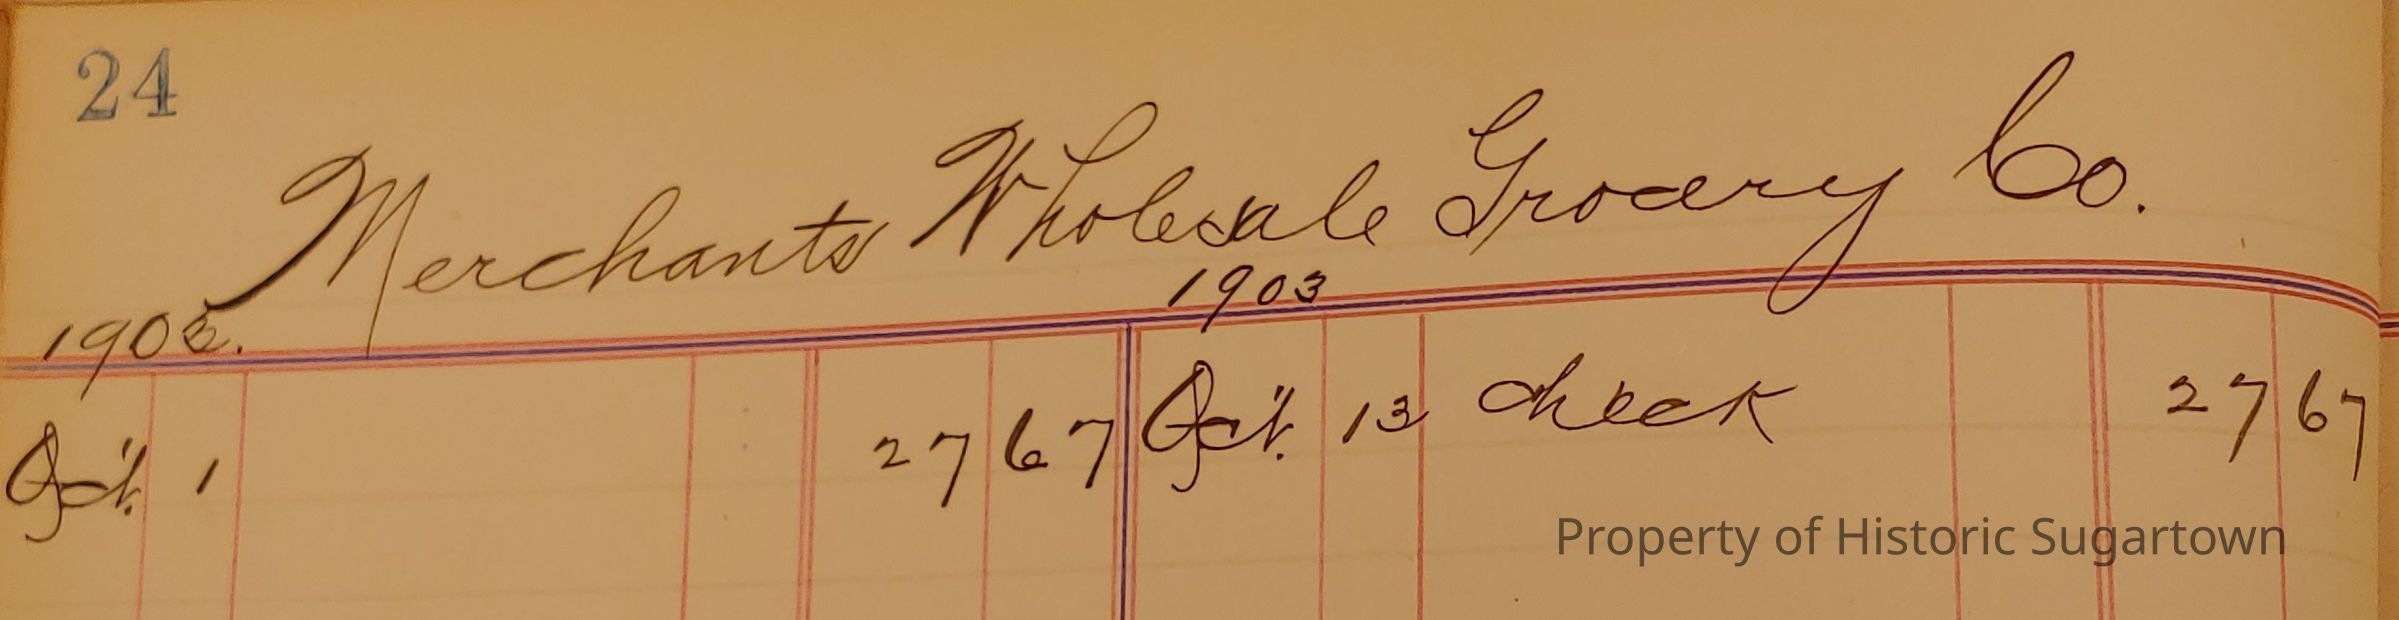 24
Merchants Wholesale Grocery Co.
1903. 1903
Oct. 1 27 67 Oct. 13 check 27 67
Property of Historic Sugartown